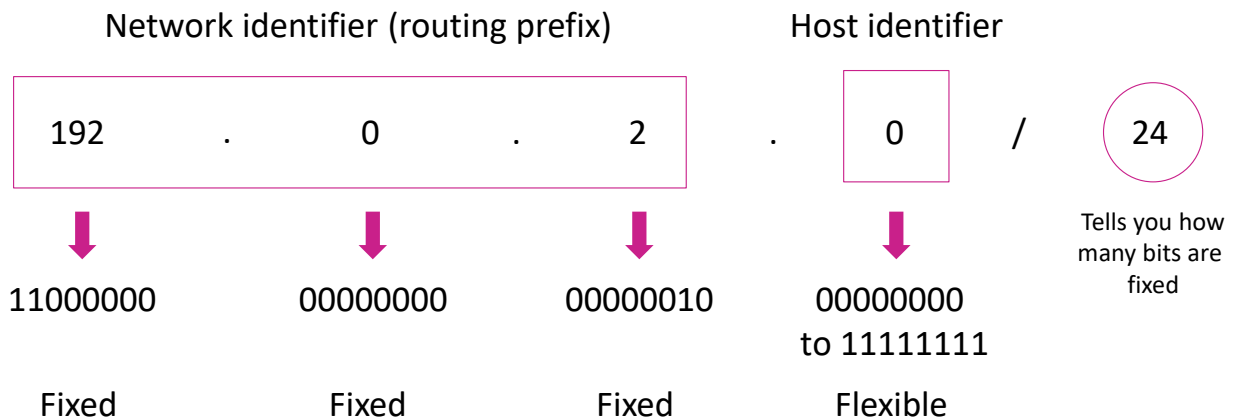 Network identifier (routing prefix) Host identifier
192 . 0 . 2 . 0 / 24
Tells you how
many bits are
fixed
11000000 00000000 00000010 00000000
to 11111111
Fixed Fixed Fixed Flexible